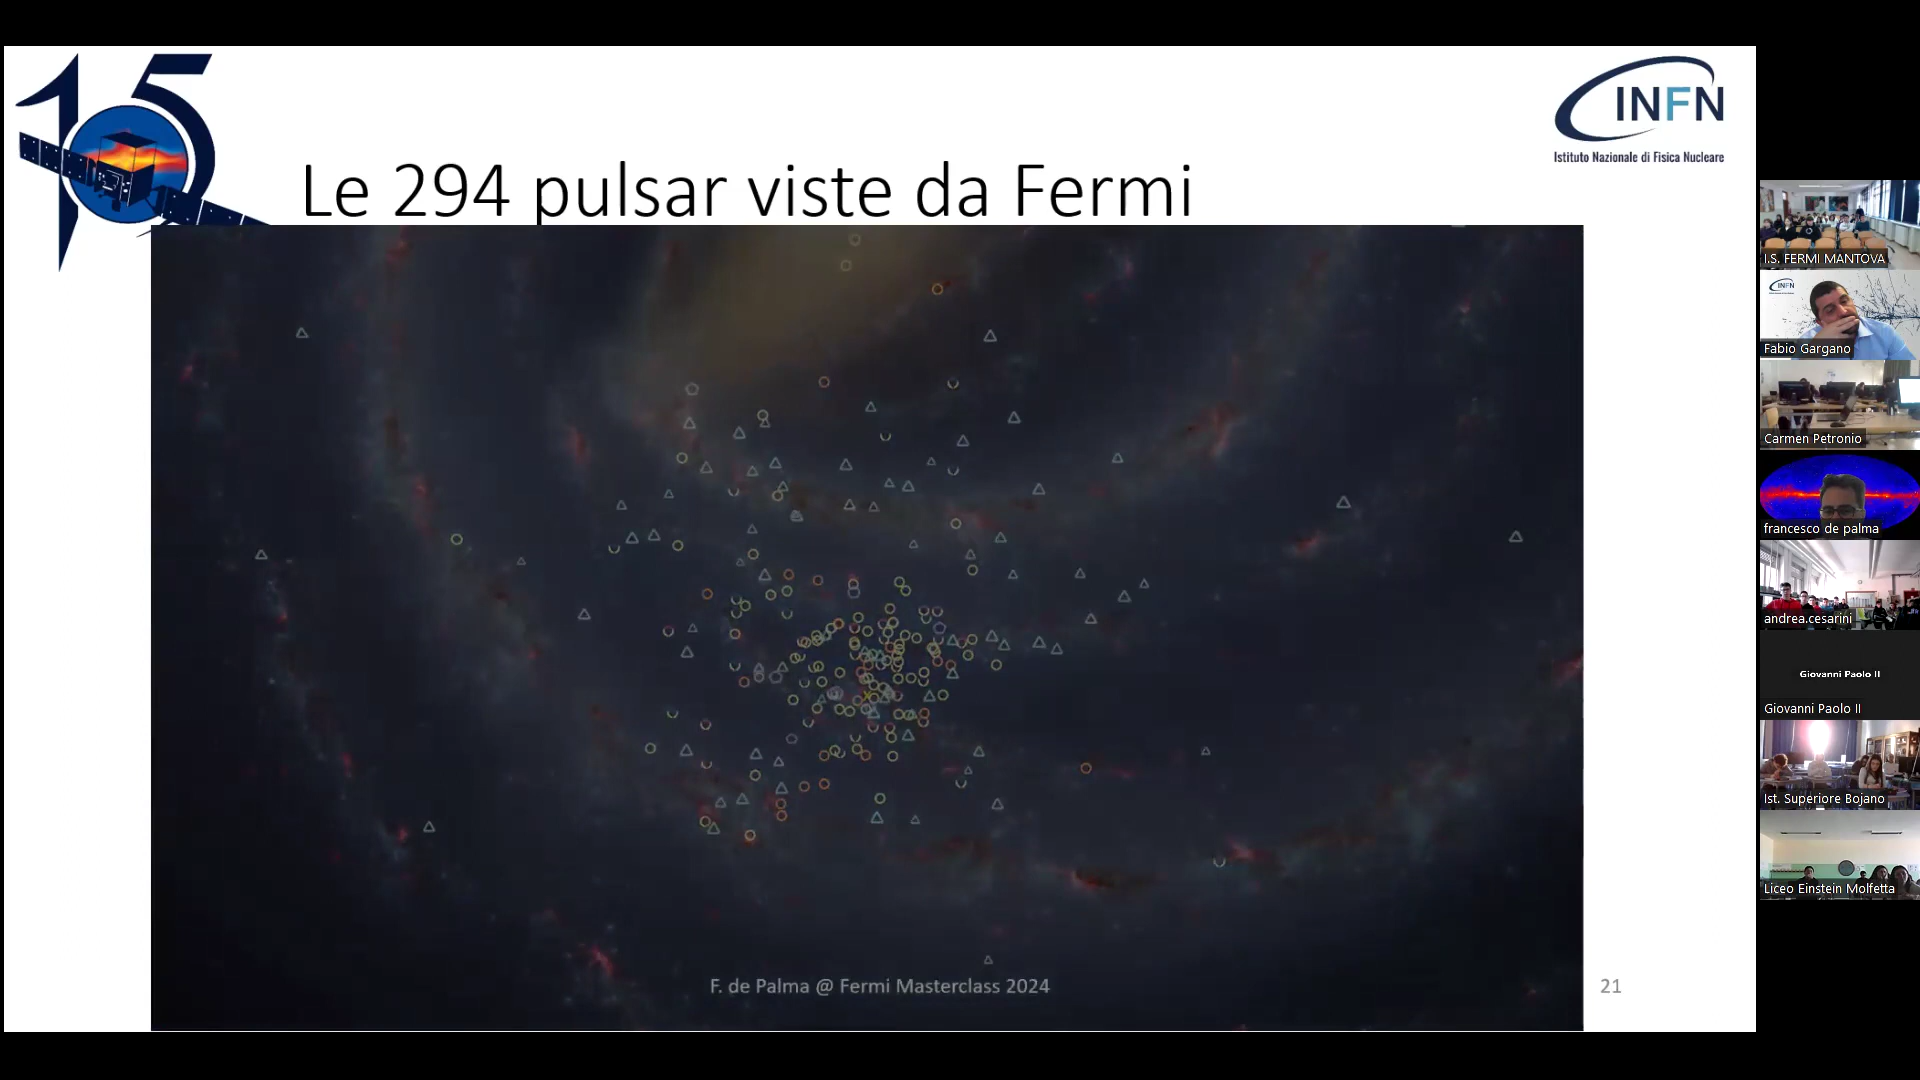 15
INFN
Istituto Nazionale di Fisica Nucleare
Le 294 pulsar viste da Fermi
F. de Palma @ Fermi Masterclass 2024
21
I.S. FERMI MANTOVA
INFN
Fabio Gargano
Carmen Petronio
francesco de palma
andrea.cesarini
Giovanni Paolo II
Giovanni Paolo II
Ist. Superiore Bojano
Liceo Einstein Molfetta